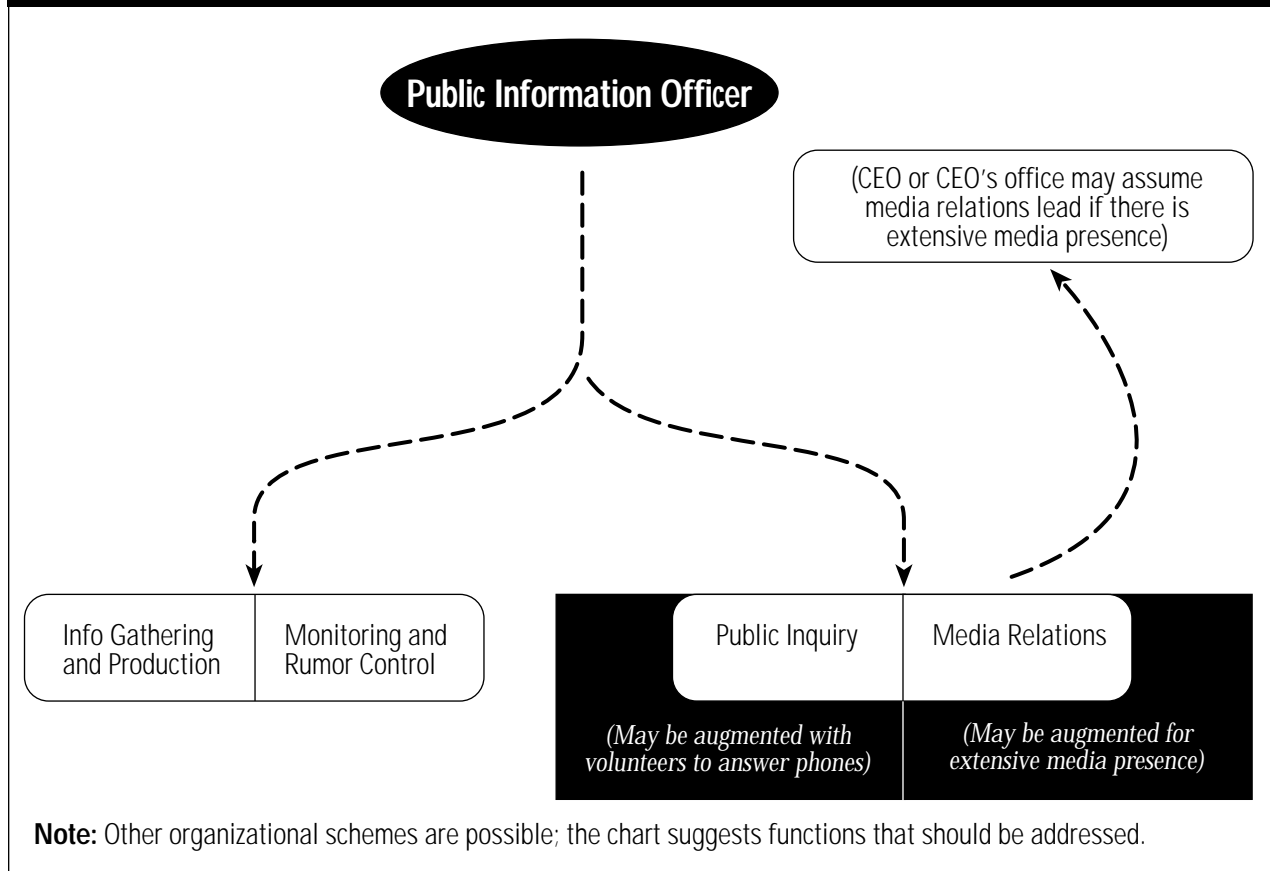 Public Information Officer
(CEO or CEO's office may assume
media relations lead if there is
extensive media presence)
Info Gathering
and Production
Monitoring and
Rumor Control
Public Inquiry
Media Relations
(May be augmented with
volunteers to answer phones)
(May be augmented for
extensive media presence)
Note: Other organizational schemes are possible; the chart suggests functions that should be addressed.